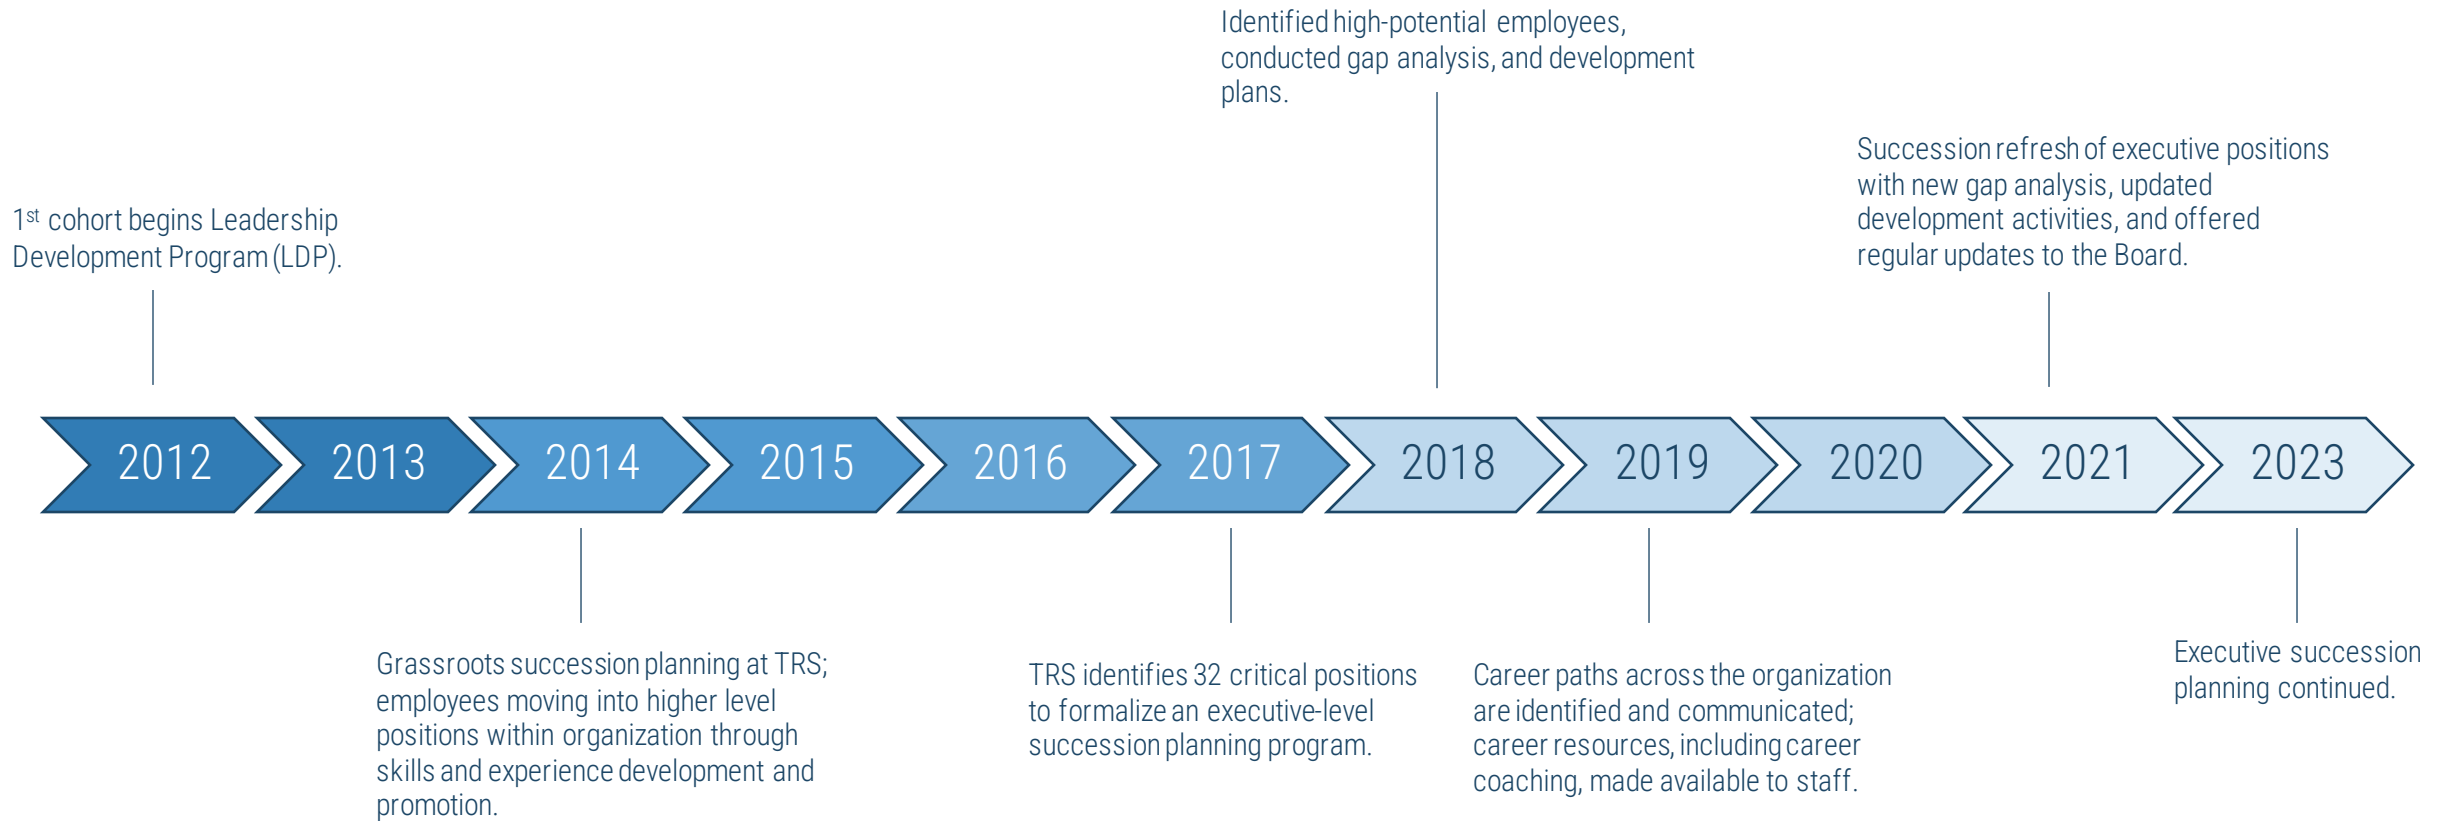 Identified high-potential employees,
conducted gap analysis, and development
plans.
Succession refresh of executive positions
with new gap analysis, updated
development activities, and offered
regular updates to the Board.
1st cohort begins Leadership
Development Program (LDP).
2012
2013
2014
2015
2016
2017
2018
2019
2020
2021
2023
Grassroots succession planning at TRS;
employees moving into higher level
positions within organization through
skills and experience development and
promotion.
TRS identifies 32 critical positions
to formalize an executive-level
succession planning program.
Career paths across the organization
are identified and communicated;
career resources, including career
coaching, made available to staff.
Executive succession
planning continued.